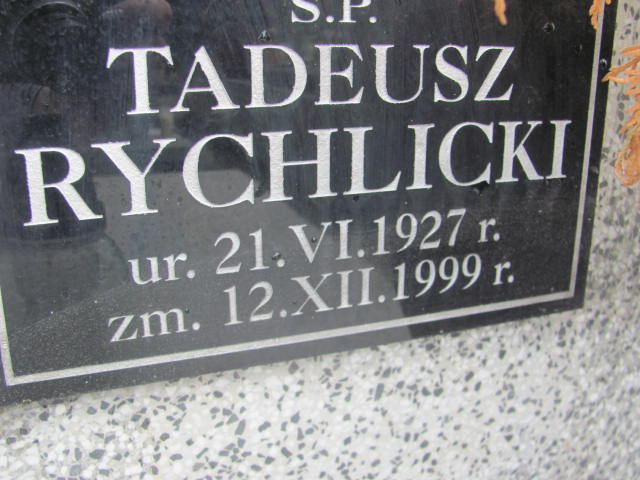 Ś.P.
TADEUSZ
RYCHLICKI
ur. 21.VI.1927 r.
zm. 12.XII.1999 r.